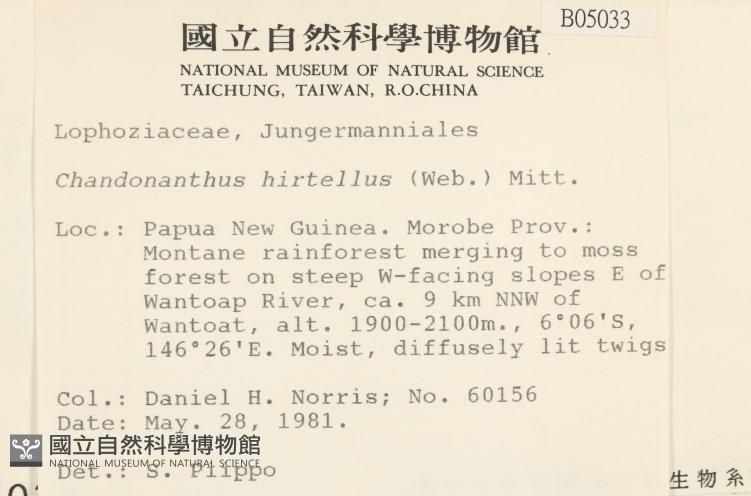 B05033
國立自然科學博物館
NATIONAL MUSEUM OF NATURAL SCIENCE
TAICHUNG, TAIWAN, R.O.CHINA
Lophoziaceae, Jungermanniales
Chandonanthus hirtellus (Web.) Mitt.
Loc.: Papua New Guinea. Morobe Prov.:
Montane rainforest merging to moss
forest on steep W-facing slopes E of
Wantoap River, ca. 9 km NNW of
Wantoat, alt. 1900-2100m., 6°06'S,
146°26'E. Moist, diffusely lit twigs
Col.: Daniel H. Norris; No. 60156
Date: May. 28, 1981.
國立自然科學博物館
NATIONAL MUSEUM OF NATURAL SCIENCE
Det.: S. Piippo
生物系